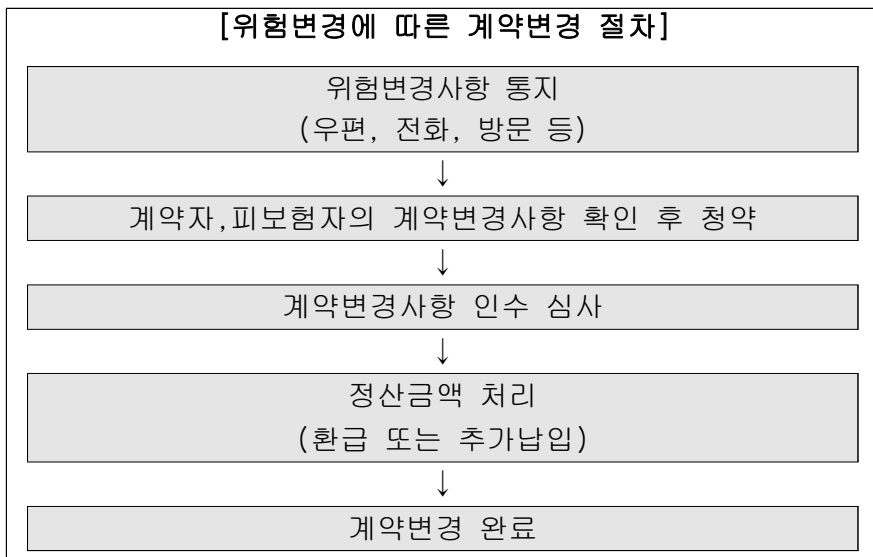 [위험변경에 따른 계약변경 절차]
위험변경사항 통지
(우편, 전화, 방문 등)
↓
계약자,피보험자의 계약변경사항 확인 후 청약
↓
계약변경사항 인수 심사
↓
정산금액 처리
(환급 또는 추가납입)
↓
계약변경 완료